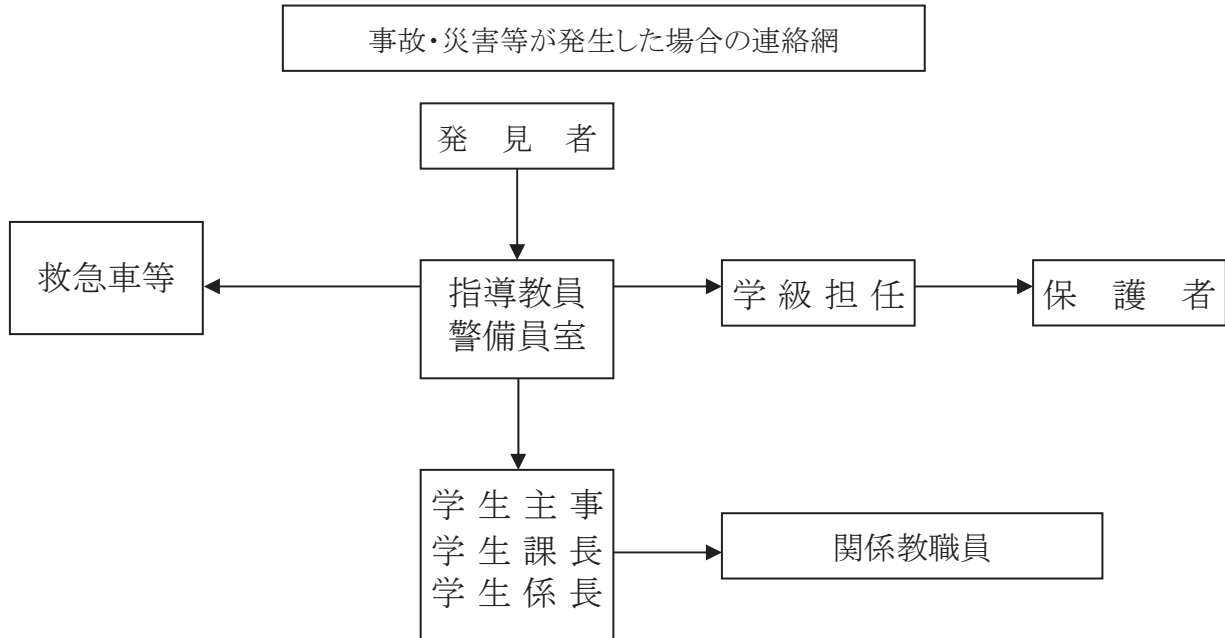 事故・災害等が発生した場合の連絡網
発見者
救急車等
指導教員
警備員室
学級担任
保護者
学生主事
学生課長
学生係長
関係教職員